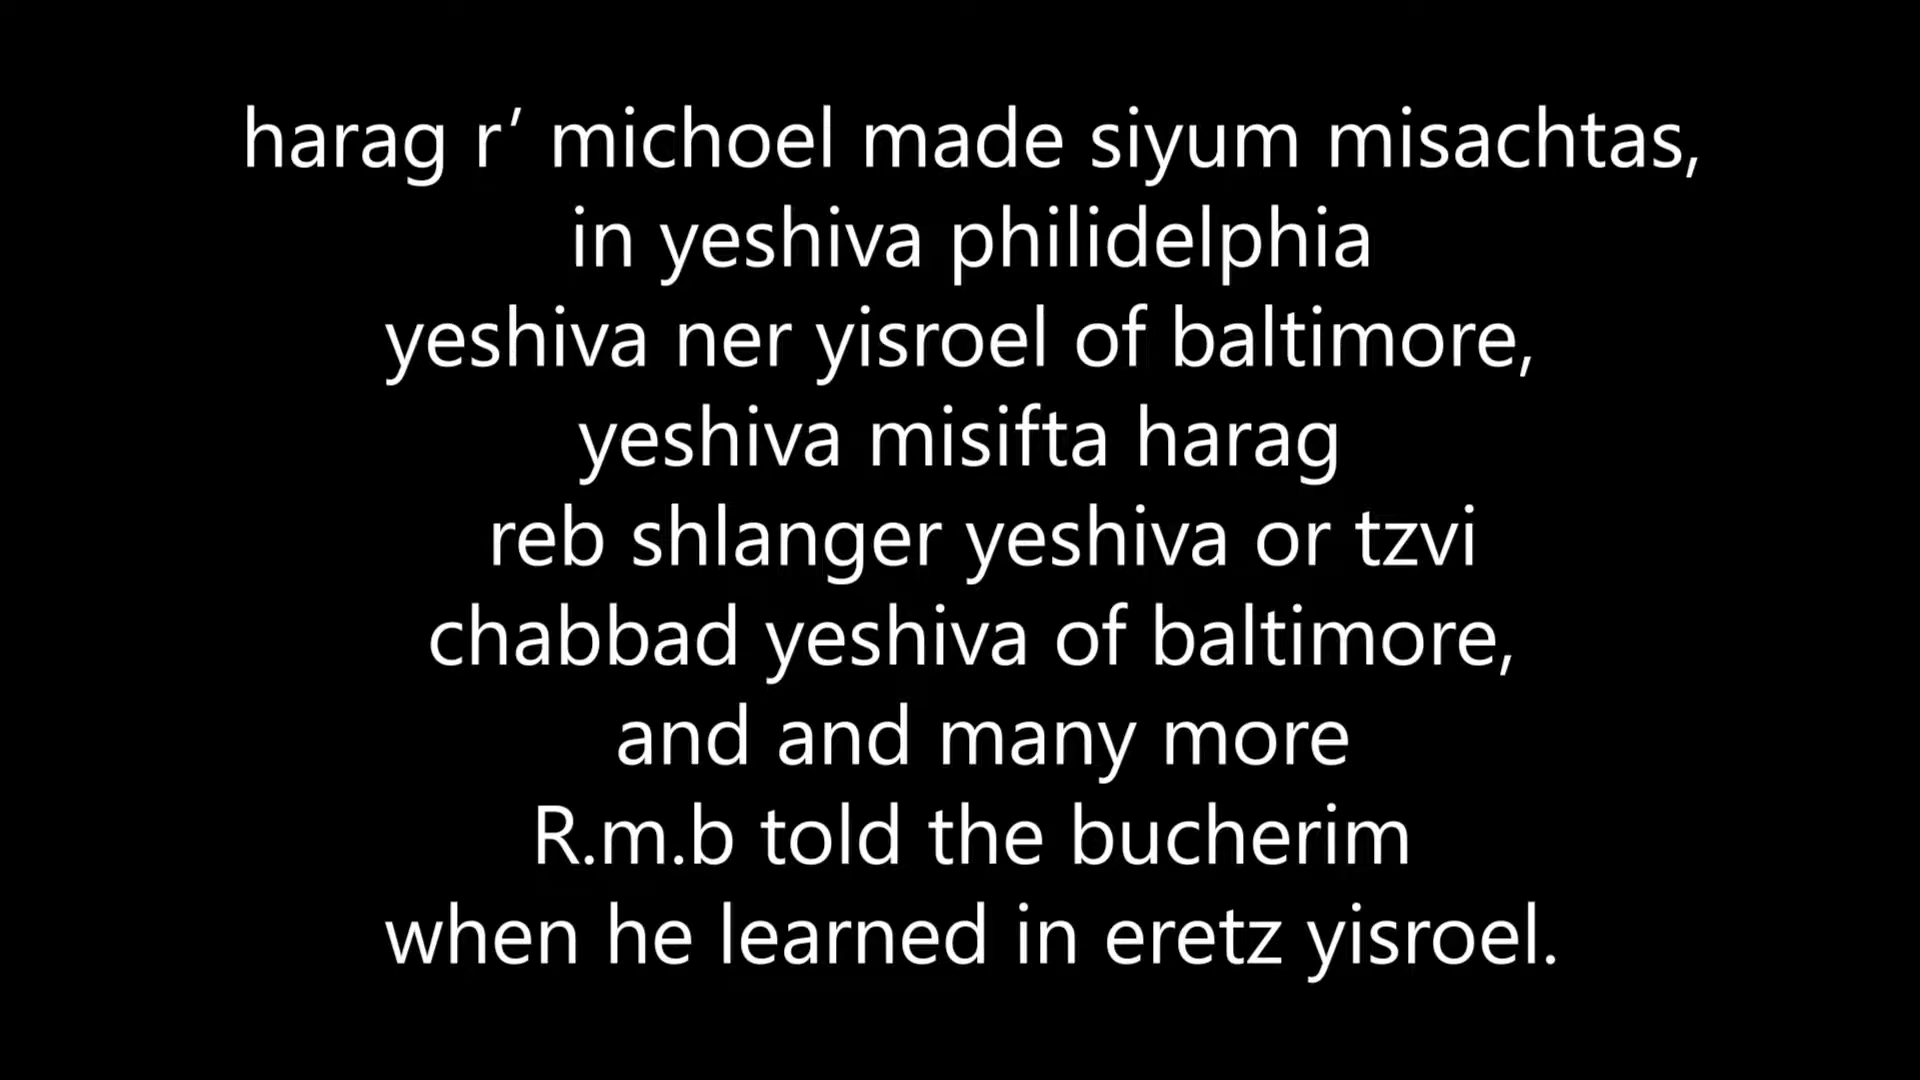 harag r’ michoel made siyum misachtas,
in yeshiva philidelphia
yeshiva ner yisroel of baltimore,
yeshiva misifta harag
reb shlanger yeshiva or tzvi
chabbad yeshiva of baltimore,
and and many more
R.m.b told the bucherim
when he learned in eretz yisroel.